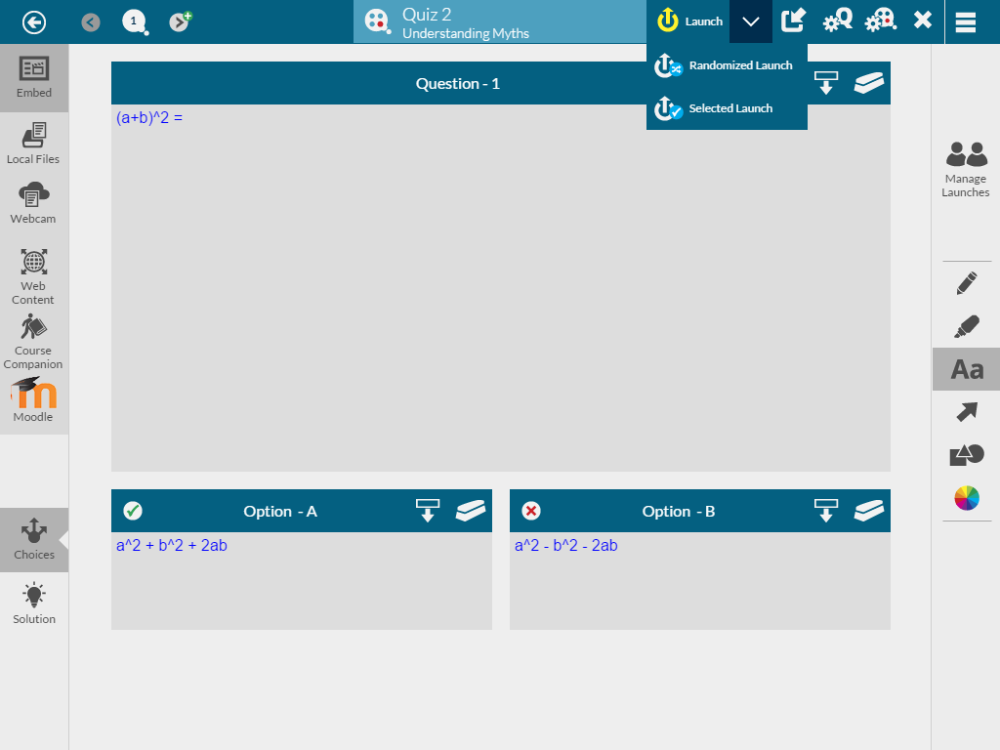 1
Quiz 2
Understanding Myths
Launch
Q
Randomized Launch
Selected Launch
Embed
Local Files
Webcam
Web
Content
Course
Companion
m
Moodle
Choices
Solution
Question - 1
(a+b)^2 =
Option - A
a^2 + b^2 + 2ab
Option - B
a^2 - b^2 - 2ab
Manage
Launches
Aa